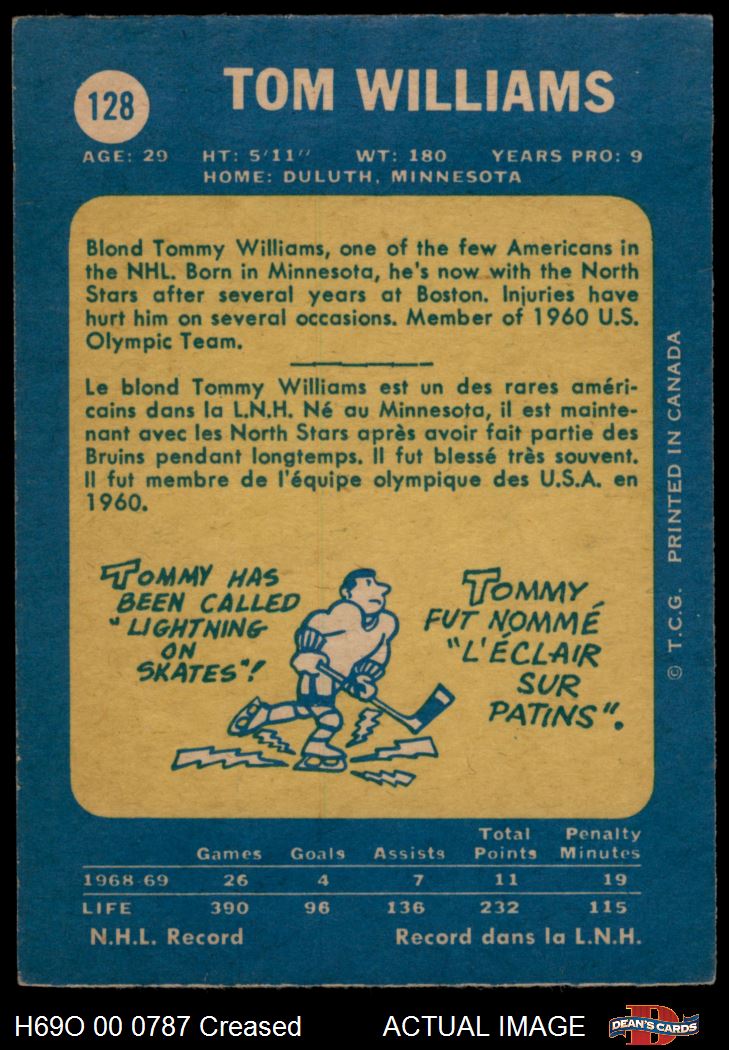 128
TOM WILLIAMS
AGE: 29 HT: 5'11" WT: 180 YEARS PRO: 9
HOME: DULUTH, MINNESOTA
Blond Tommy Williams, one of the few Americans in
the NHL. Born in Minnesota, he's now with the North
Stars after several years at Boston. Injuries have
hurt him on several occasions. Member of 1960 U.S.
Olympic Team.
Le blond Tommy Williams est un des rares améri-
cains dans la L.N.H. Né au Minnesota, il est mainte-
nant avec les North Stars après avoir fait partie des
Bruins pendant longtemps. Il fut blessé très souvent.
Il fut membre de l'équipe olympique des U.S.A. en
1960.
TOMMY HAS
BEEN CALLED
"LIGHTNING
ON
SKATES"!
TOMMY
FUT NOMMÉ
"L'ÉCLAIR
SUR
PATINS".
© T.C.G. PRINTED IN CANADA
Total Penalty
Games Goals Assists Points Minutes
1968-69 26 4 7 11 19
LIFE 390 96 136 232 115
N.H.L. Record Record dans la L.N.H.
H69O 00 0787 Creased ACTUAL IMAGE
D
DEAN'S CARDS